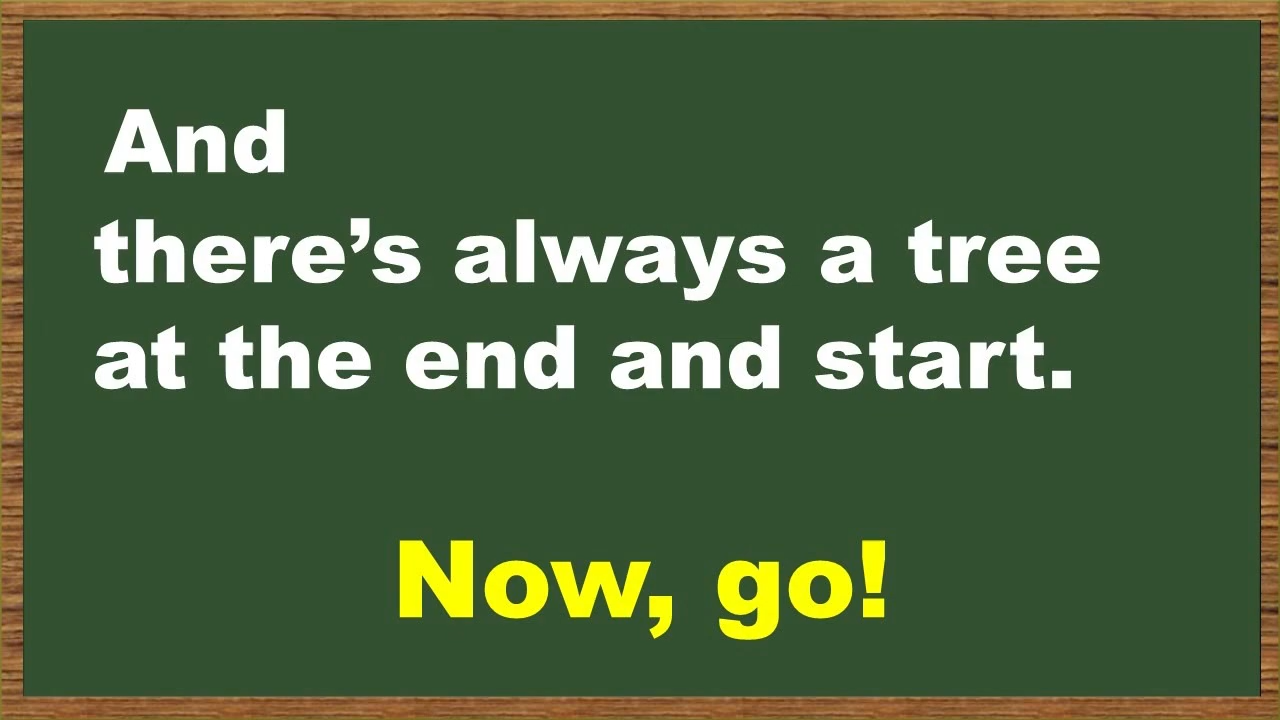 And
there’s always a tree
at the end and start.
Now, go!